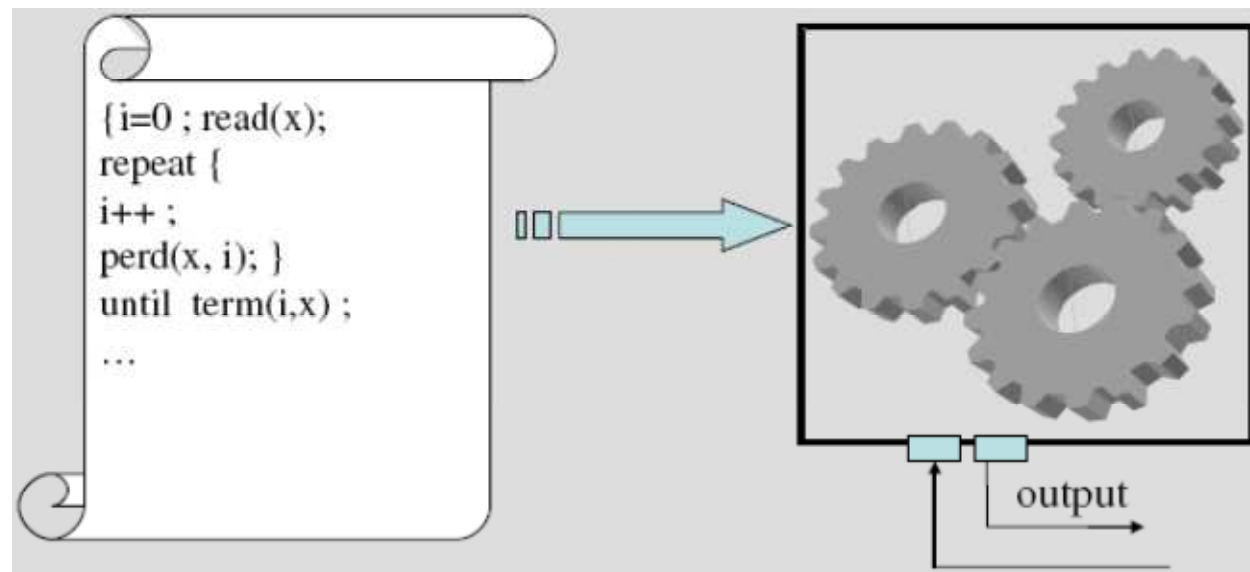 {i=0 ; read(x);
repeat {
i++ ;
perd(x, i); }
until term(i,x) ;
…
output